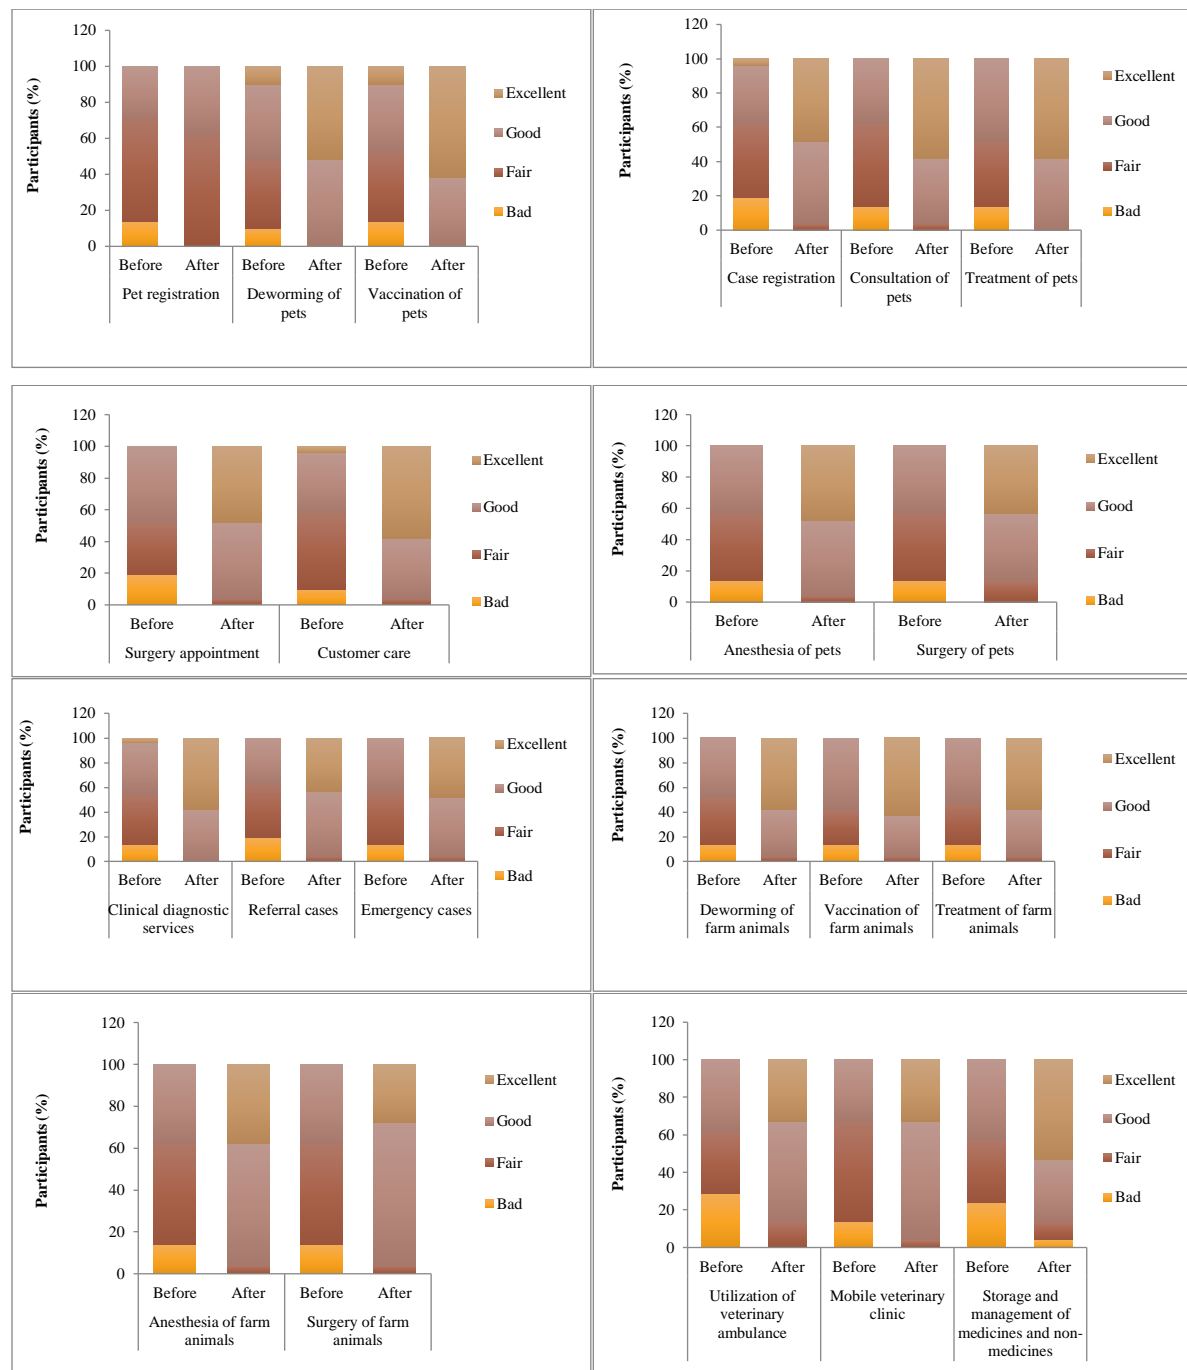 120
100
80
60
40
20
0
Participants (%)
Excellent
Good
Fair
Bad
Before After Before After Before After
Pet registration Deworming of Vaccination of
pets pets
120
100
80
60
40
20
0
Participants (%)
Excellent
Good
Fair
Bad
Before After Before After Before After
Case registration Consultation of Treatment of pets
pets
120
100
80
60
40
20
0
Participants (%)
Excellent
Good
Fair
Bad
Before After Before After
Surgery appointment Customer care
120
100
80
60
40
20
0
Participants (%)
Excellent
Good
Fair
Bad
Before After Before After
Anesthesia of pets Surgery of pets
120
100
80
60
40
20
0
Participants (%)
Excellent
Good
Fair
Bad
Before After Before After Before After
Clinical diagnostic Referral cases Emergency cases
services
120
100
80
60
40
20
0
Participants (%)
Excellent
Good
Fair
Bad
Before After Before After Before After
Deworming of Vaccination of Treatment of farm
farm animals farm animals animals
120
100
80
60
40
20
0
Participants (%)
Excellent
Good
Fair
Bad
Before After Before After
Anesthesia of farm Surgery of farm
animals animals
120
100
80
60
40
20
0
Participants (%)
Excellent
Good
Fair
Bad
Before After Before After Before After
Utilization of Mobile veterinary Storage and
veterinary clinic management of
ambulance medicines and non-
medicines